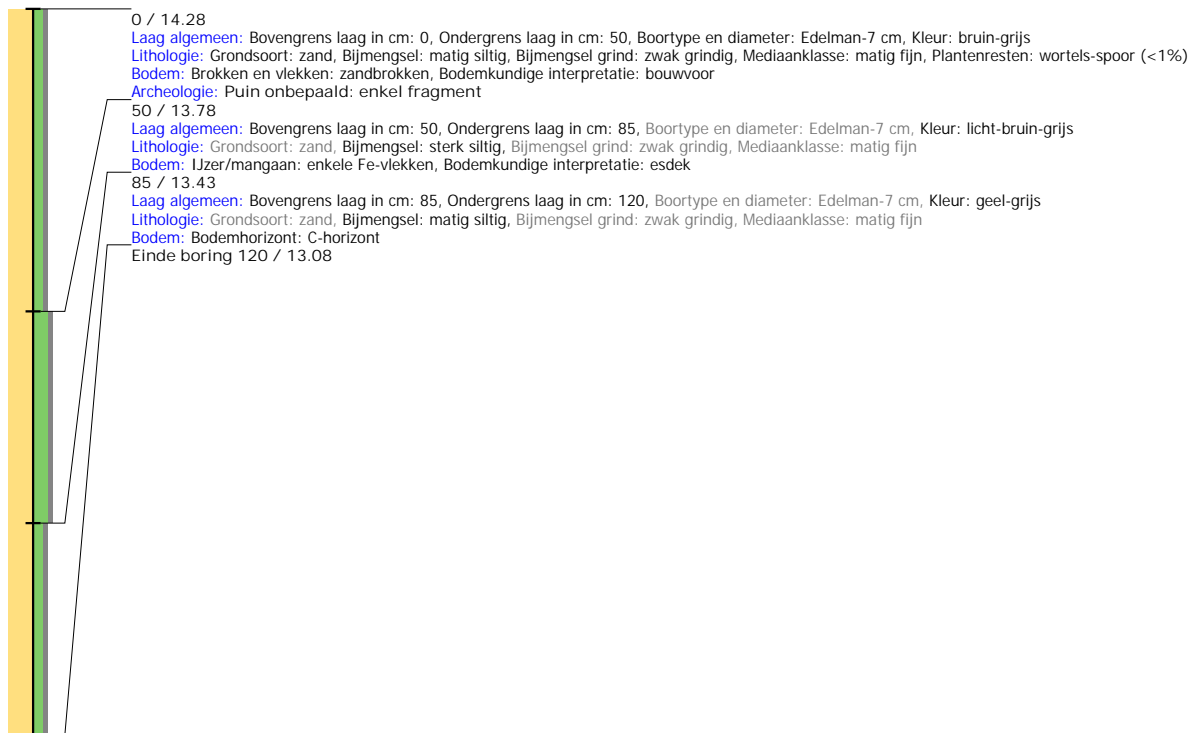 0 / 14.28
Laag algemeen: Bovengrens laag in cm: 0, Ondergrens laag in cm: 50, Boortype en diameter: Edelman-7 cm, Kleur: bruin-grijs
Lithologie: Grondsoort: zand, Bijmengsel: matig siltig, Bijmengsel grind: zwak grindig, Mediaanklasse: matig fijn, Plantenresten: wortels-spoor (<1%)
Bodem: Brokken en vlekken: zandbrokken, Bodemkundige interpretatie: bouwvoor
Archeologie: Puin onbepaald: enkel fragment
50 / 13.78
Laag algemeen: Bovengrens laag in cm: 50, Ondergrens laag in cm: 85, Boortype en diameter: Edelman-7 cm, Kleur: licht-bruin-grijs
Lithologie: Grondsoort: zand, Bijmengsel: sterk siltig, Bijmengsel grind: zwak grindig, Mediaanklasse: matig fijn
Bodem: IJzer/mangaan: enkele Fe-vlekken, Bodemkundige interpretatie: esdek
85 / 13.43
Laag algemeen: Bovengrens laag in cm: 85, Ondergrens laag in cm: 120, Boortype en diameter: Edelman-7 cm, Kleur: geel-grijs
Lithologie: Grondsoort: zand, Bijmengsel: matig siltig, Bijmengsel grind: zwak grindig, Mediaanklasse: matig fijn
Bodem: Bodemhorizont: C-horizont
Einde boring 120 / 13.08